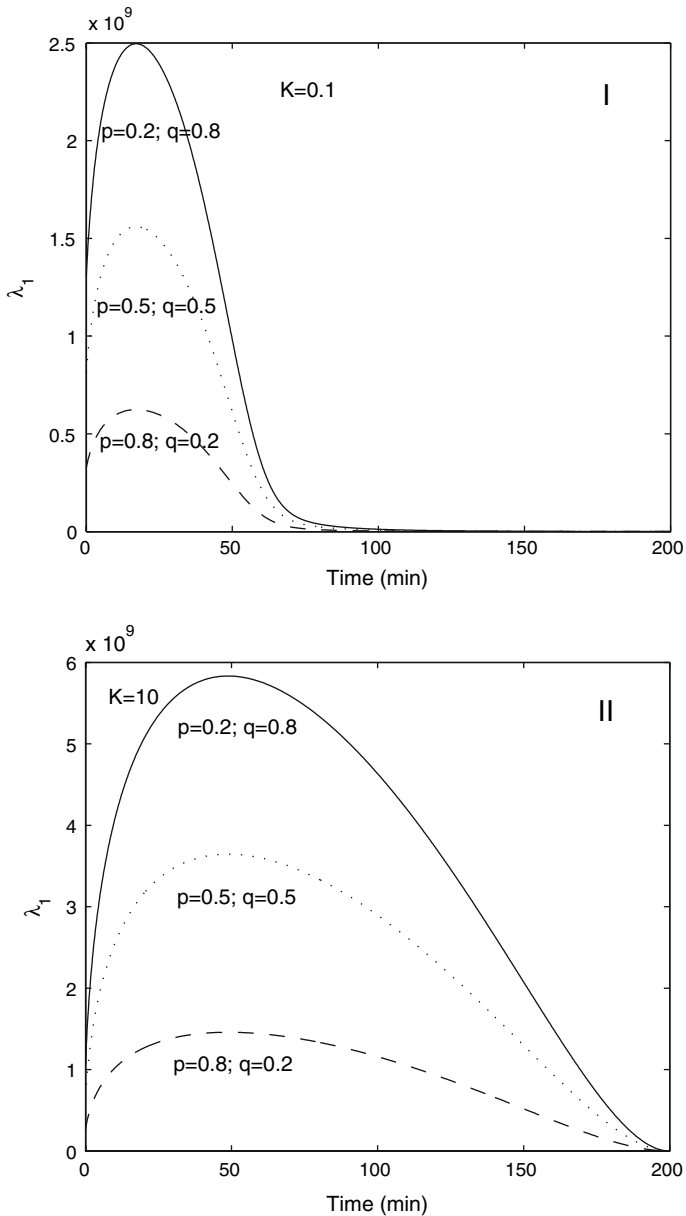 x 10^9
2.5
K=0.1
I
p=0.2; q=0.8
2
1.5
λ_1
p=0.5; q=0.5
1
0.5
p=0.8; q=0.2
0
0 50 100 150 200
Time (min)
x 10^9
6
K=10
II
p=0.2; q=0.8
5
4
λ_1
3
p=0.5; q=0.5
2
1
p=0.8; q=0.2
0
0 50 100 150 200
Time (min)